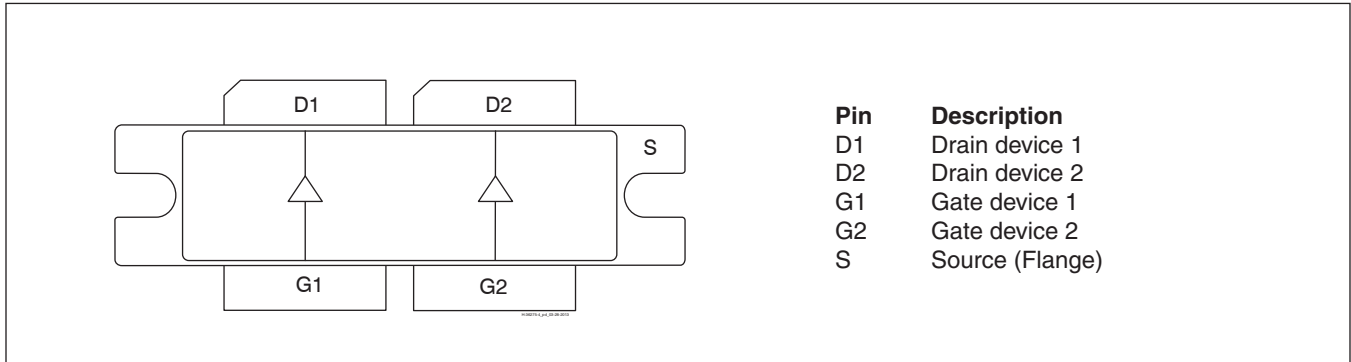 D1 D2
S
G1 G2
Pin Description
D1 Drain device 1
D2 Drain device 2
G1 Gate device 1
G2 Gate device 2
S Source (Flange)